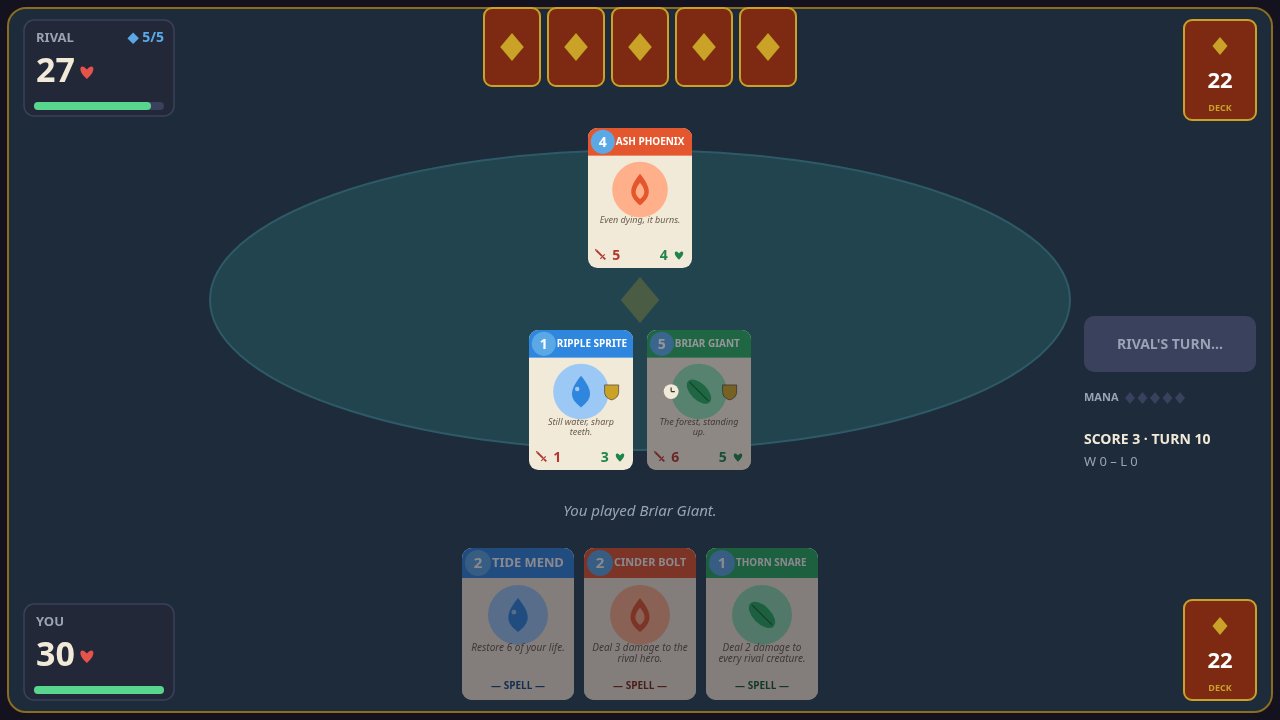 RIVAL
5/5
27
22
DECK
4
ASH PHOENIX
Even dying, it burns.
5
4
1
RIPPLE SPRITE
Still water, sharp
teeth.
1
3
5
BRIAR GIANT
The forest, standing
up.
6
5
RIVAL'S TURN...
MANA
SCORE 3 · TURN 10
W 0 – L 0
You played Briar Giant.
2
TIDE MEND
Restore 6 of your life.
— SPELL —
2
CINDER BOLT
Deal 3 damage to the
rival hero.
— SPELL —
1
THORN SNARE
Deal 2 damage to
every rival creature.
— SPELL —
YOU
30
22
DECK